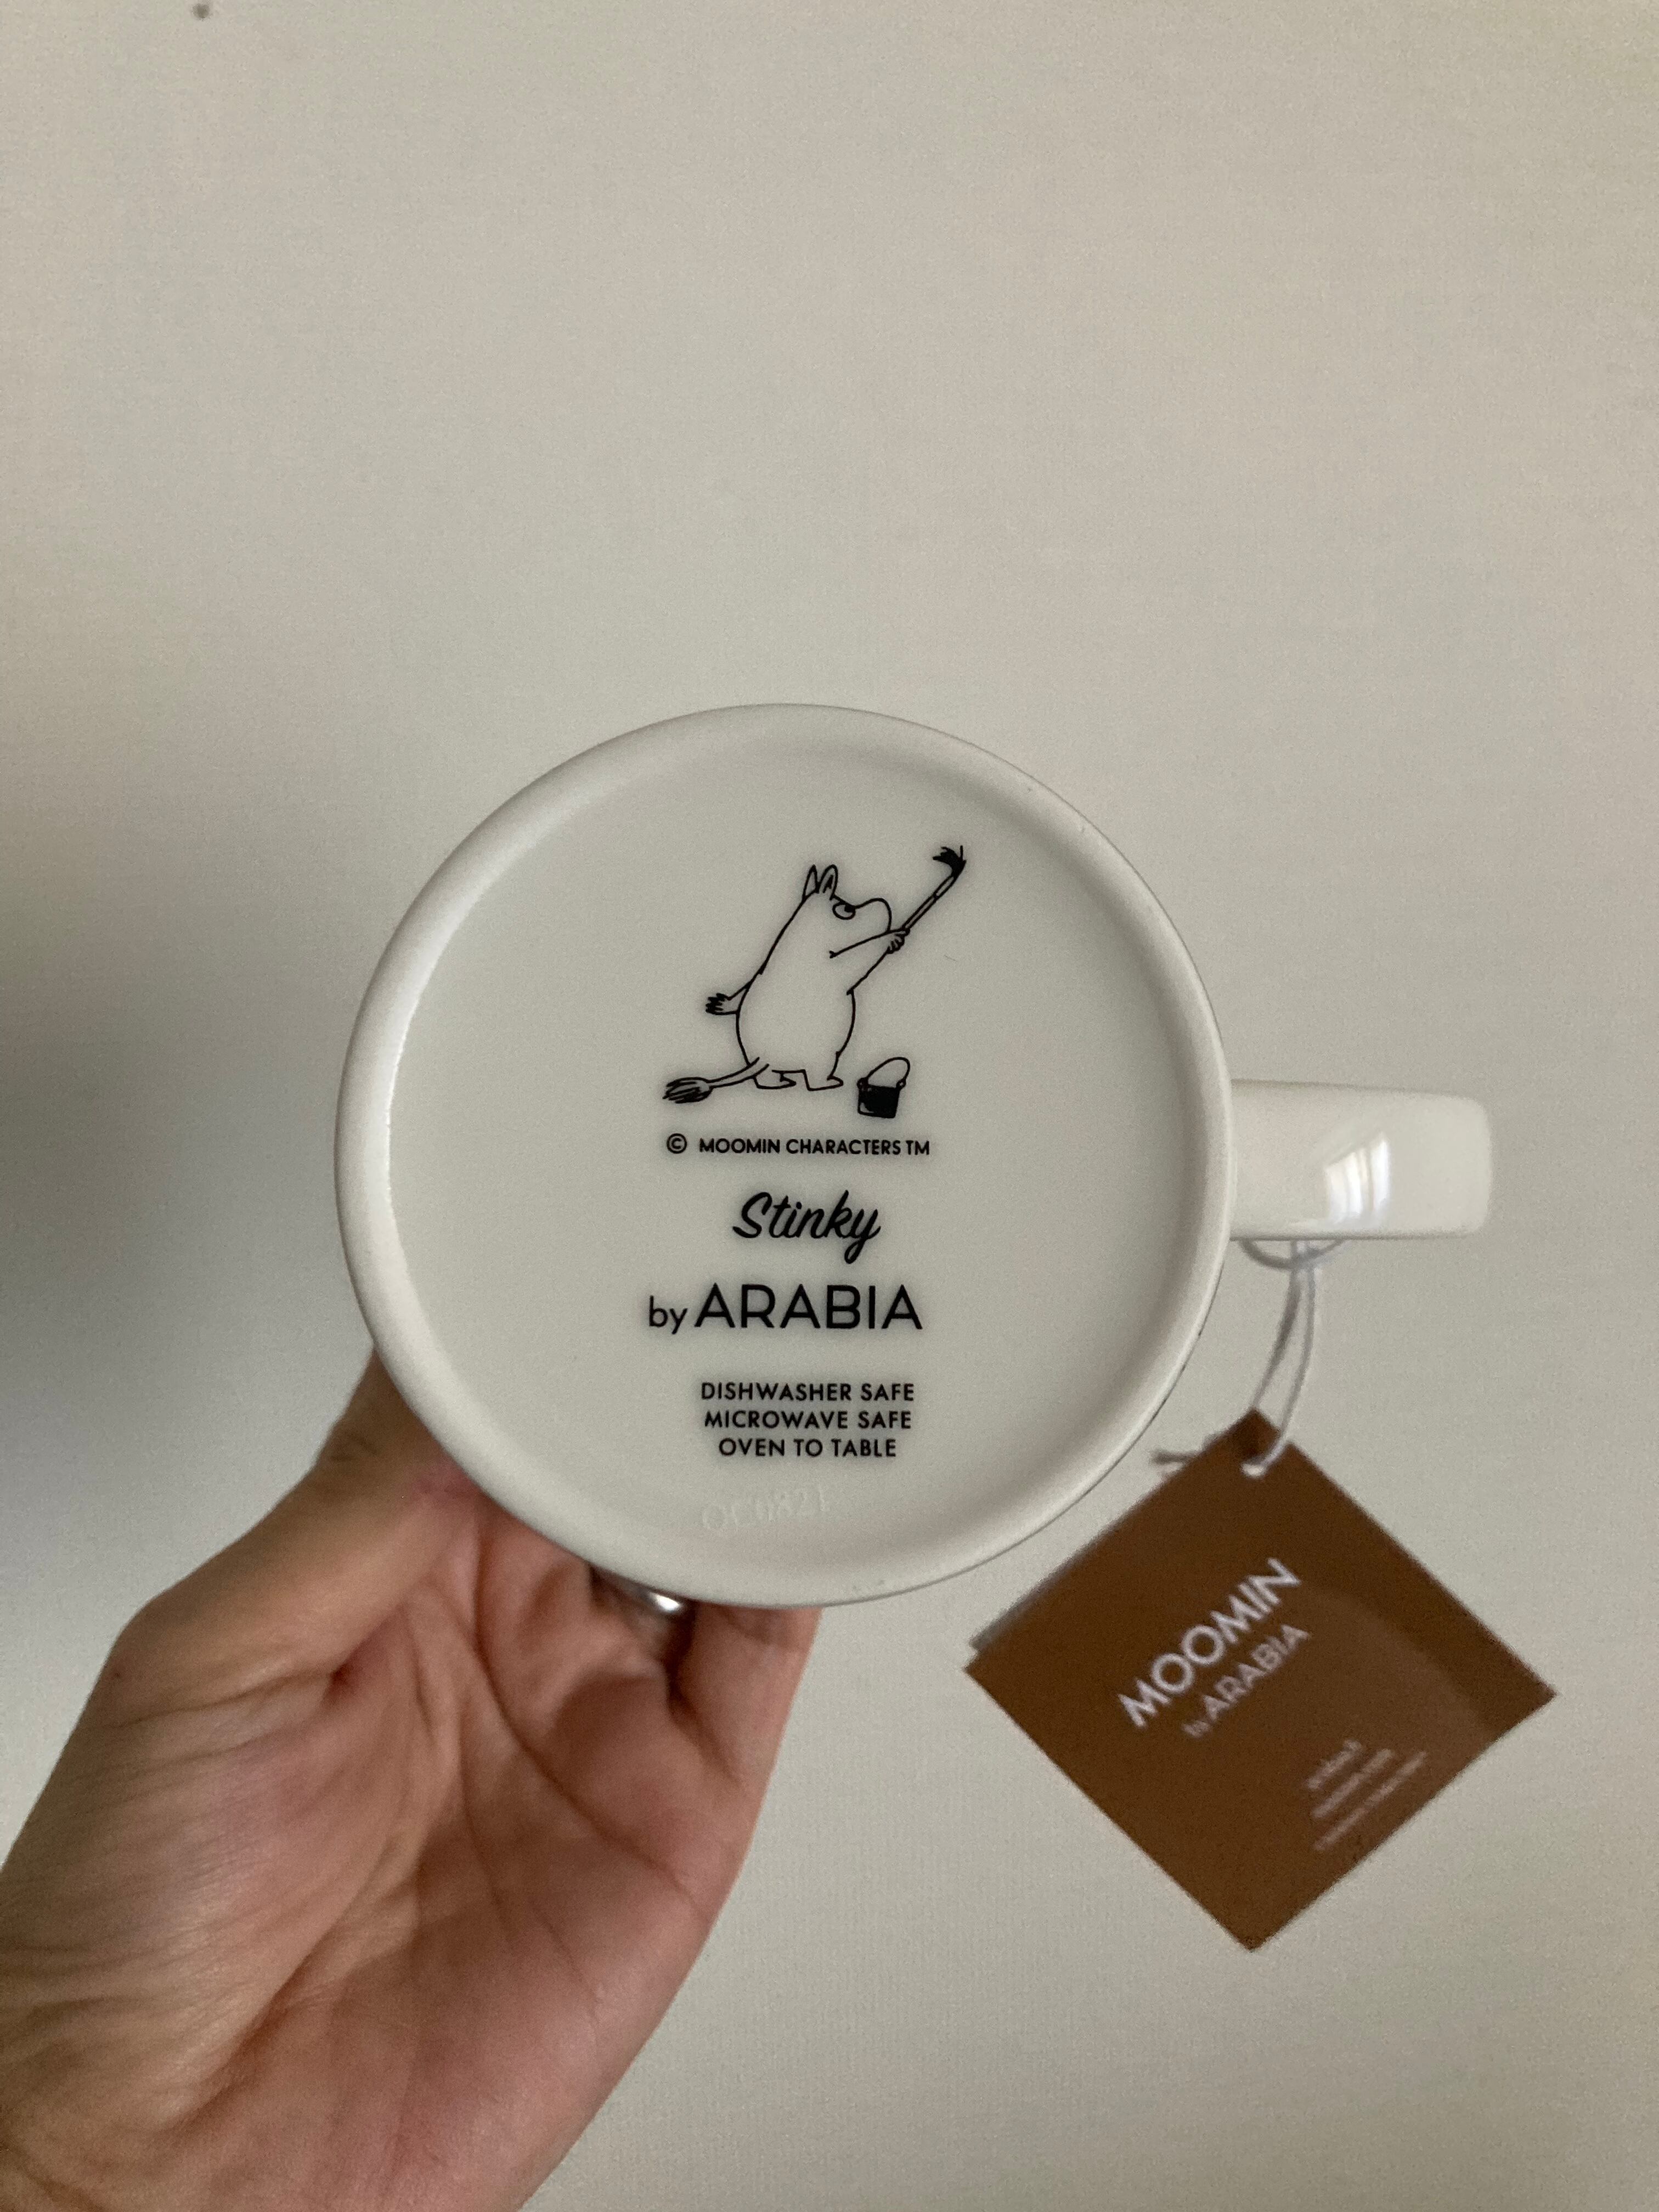 © MOOMIN CHARACTERS TM
Stinky
by ARABIA
DISHWASHER SAFE
MICROWAVE SAFE
OVEN TO TABLE
MOOMIN
by ARABIA